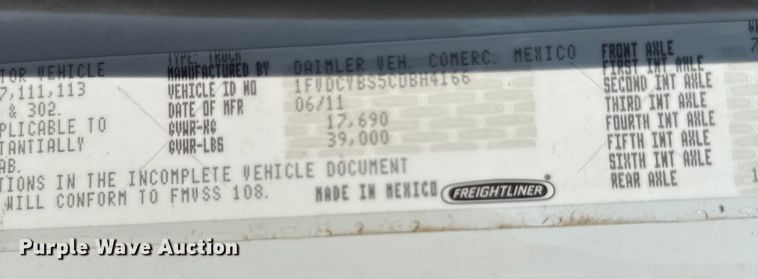 TYPE: TRUCK
TOR VEHICLE
7,111,113
& 302.
PLICABLE TO
TANTIALLY
AB.
TIONS IN THE INCOMPLETE VEHICLE DOCUMENT
WILL CONFORM TO FMVSS 108.
MANUFACTURED BY DAIMLER VEH. COMERC. MEXICO
VEHICLE ID NO 1FVDCYBS5CDBH4166
DATE OF MFR 06/11
GVWR-KG 17,690
GVWR-LBS 39,000
MADE IN MEXICO FREIGHTLINER®
FRONT AXLE
FIRST INT AXLE
SECOND INT AXLE
THIRD INT AXLE
FOURTH INT AXLE
FIFTH INT AXLE
SIXTH INT AXLE
REAR AXLE
Purple Wave Auction